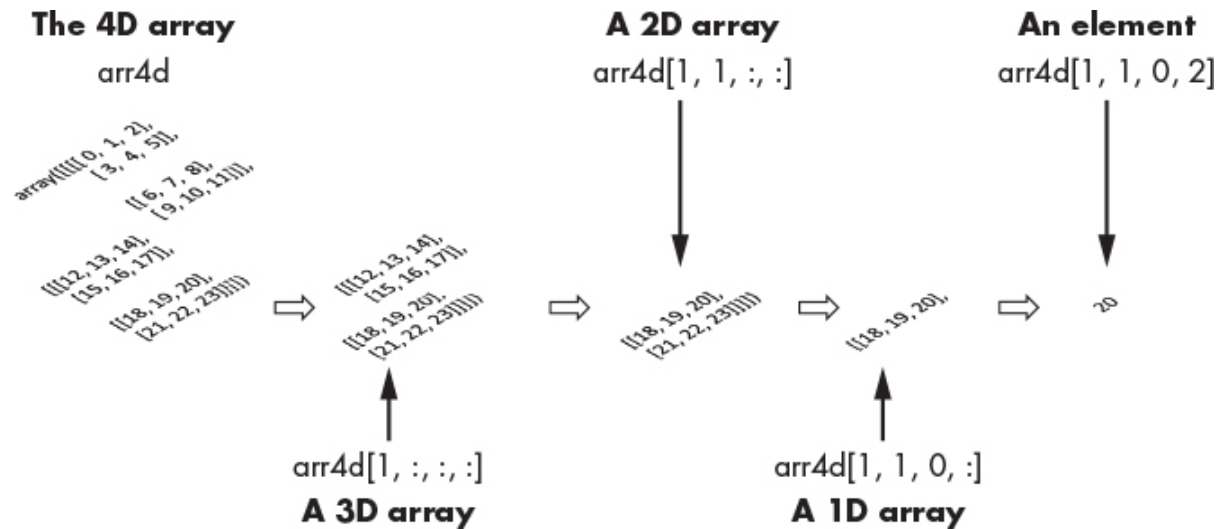 The 4D array
arr4d
array([[[[[ 0, 1, 2],
[ 3, 4, 5]],
[[ 6, 7, 8],
[ 9, 10, 11]]],
[[[12, 13, 14],
[15, 16, 17]],
[[18, 19, 20],
[21, 22, 23]]]]])
[[[12, 13, 14],
[15, 16, 17]],
[[18, 19, 20],
[21, 22, 23]]]]])
arr4d[1, :, :, :]
A 3D array
A 2D array
arr4d[1, 1, :, :]
[[18, 19, 20],
[21, 22, 23]]]]])
[[18, 19, 20],
arr4d[1, 1, 0, :]
A 1D array
An element
arr4d[1, 1, 0, 2]
20